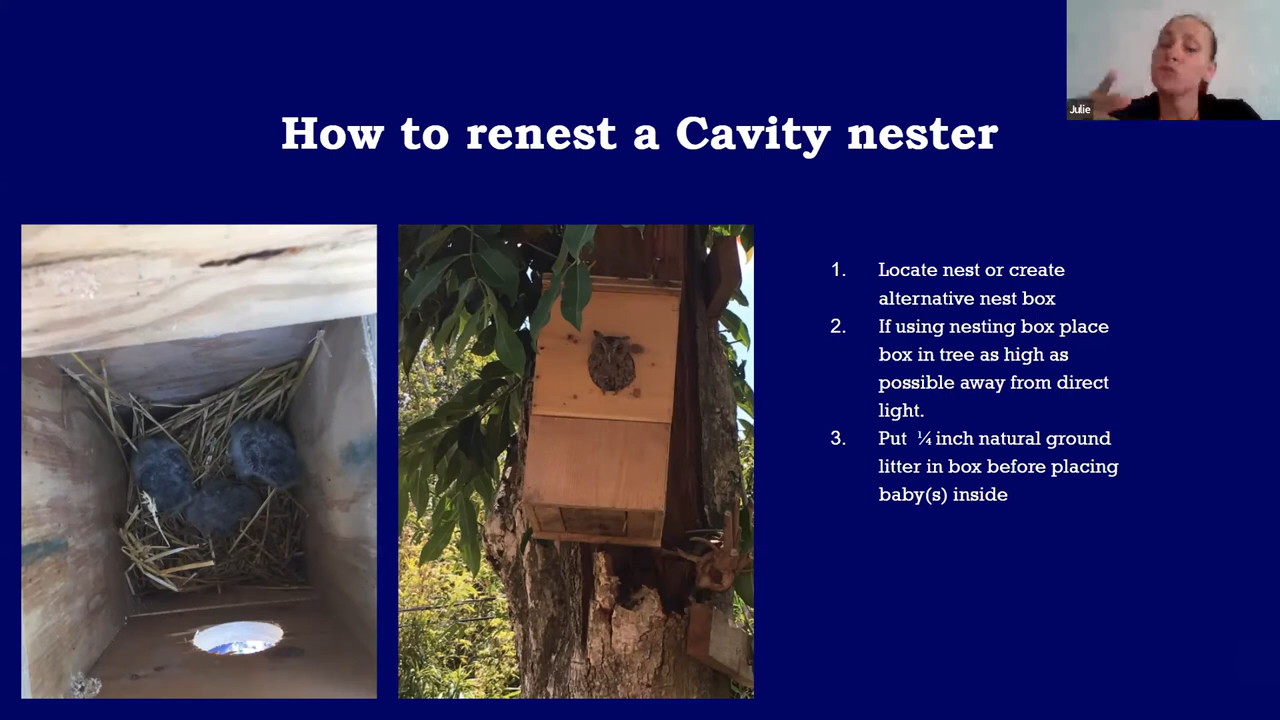 Julie
How to renest a Cavity nester
1. Locate nest or create
alternative nest box
2. If using nesting box place
box in tree as high as
possible away from direct
light.
3. Put ¼ inch natural ground
litter in box before placing
baby(s) inside